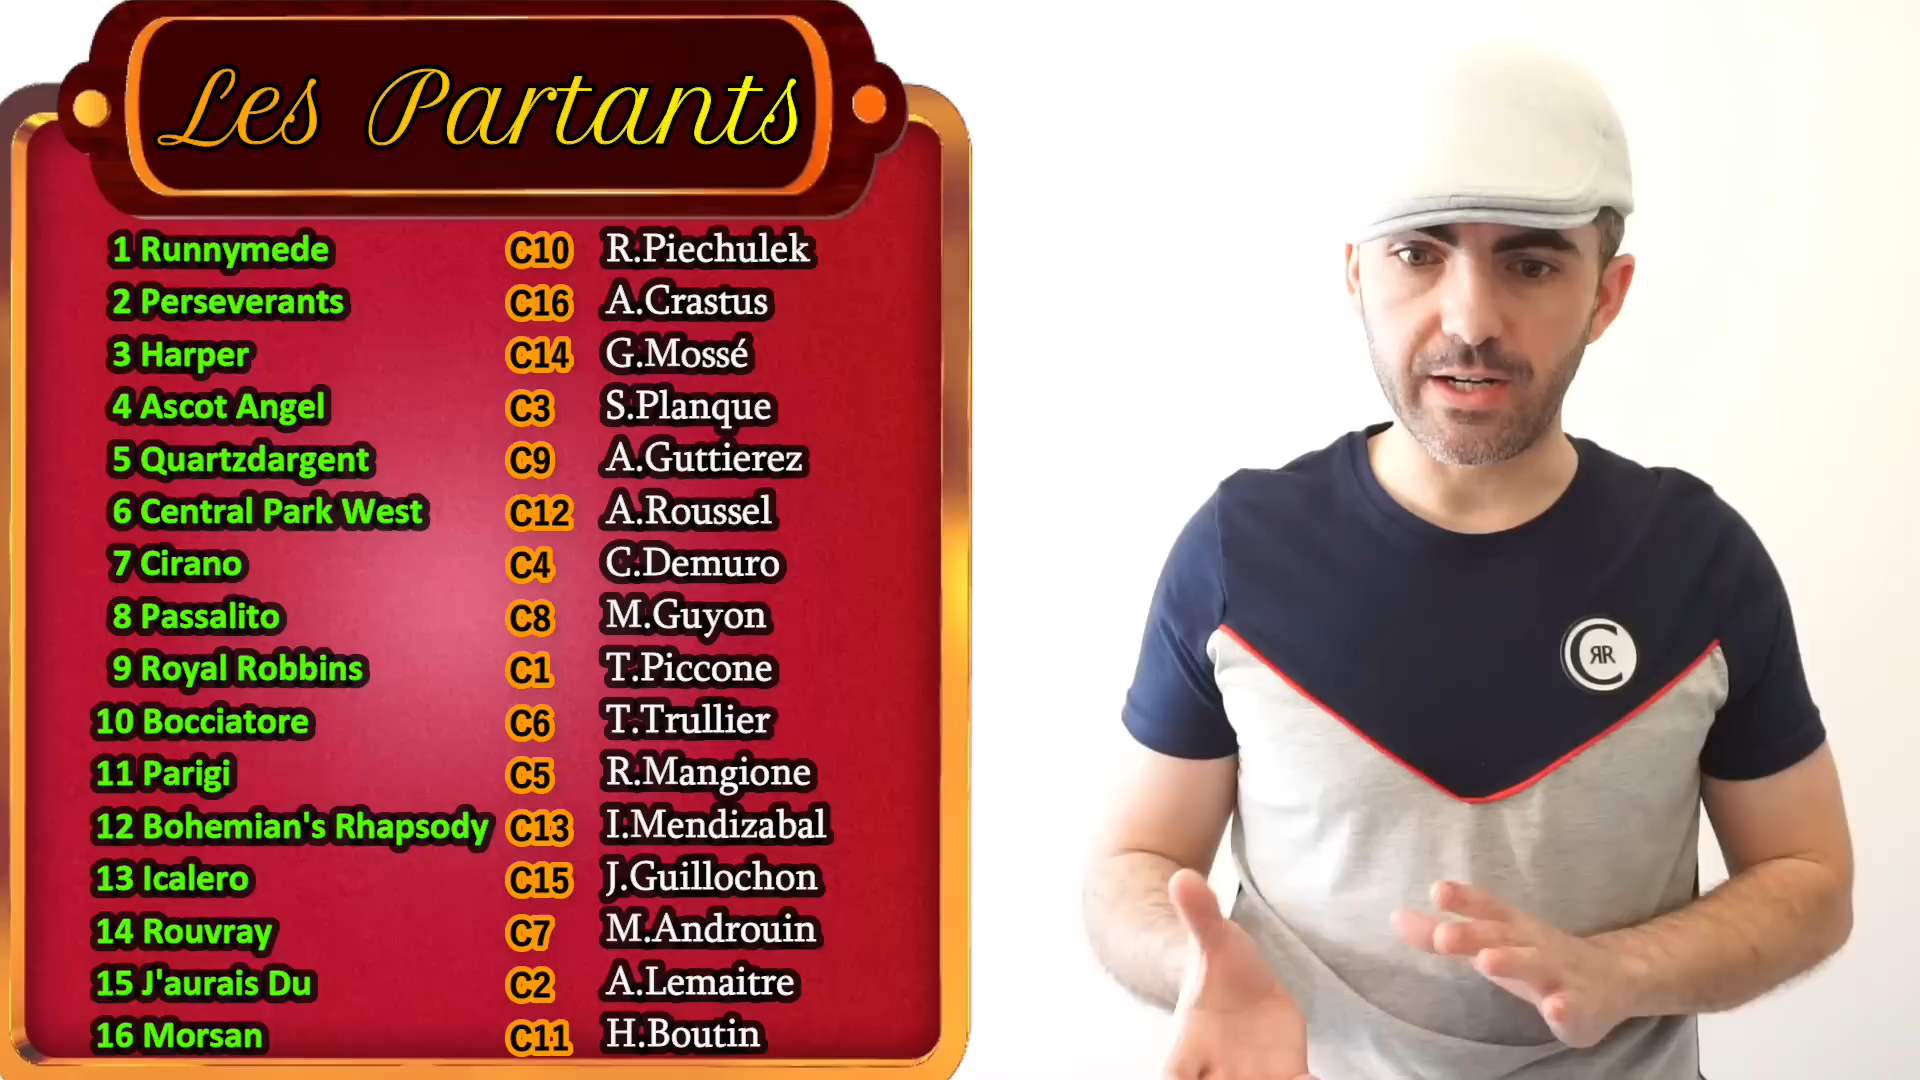 Les Partants
1 Runnymede C10 R.Piechulek
2 Perseverants C16 A.Crastus
3 Harper C14 G.Mossé
4 Ascot Angel C3 S.Planque
5 Quartzdargent C9 A.Guttierez
6 Central Park West C12 A.Roussel
7 Cirano C4 C.Demuro
8 Passalito C8 M.Guyon
9 Royal Robbins C1 T.Piccone
10 Bocciatore C6 T.Trullier
11 Parigi C5 R.Mangione
12 Bohemian's Rhapsody C13 I.Mendizabal
13 Icalero C15 J.Guillochon
14 Rouvray C7 M.Androuin
15 J'aurais Du C2 A.Lemaitre
16 Morsan C11 H.Boutin
C RR